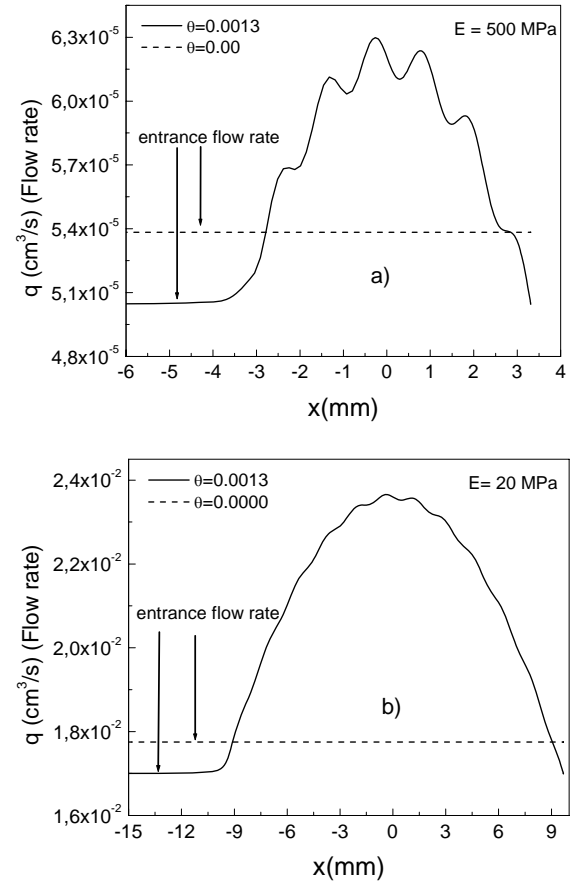 6,3x10⁻⁵
6,0x10⁻⁵
5,7x10⁻⁵
5,4x10⁻⁵
5,1x10⁻⁵
4,8x10⁻⁵
q (cm³/s) (Flow rate)
θ=0.0013
θ=0.00
E = 500 MPa
entrance flow rate
a)
-6 -5 -4 -3 -2 -1 0 1 2 3 4
x(mm)
2,4x10⁻²
2,2x10⁻²
2,0x10⁻²
1,8x10⁻²
1,6x10⁻²
q (cm³/s) (Flow rate)
θ=0.0013
θ=0.0000
E= 20 MPa
entrance flow rate
b)
-15 -12 -9 -6 -3 0 3 6 9
x(mm)